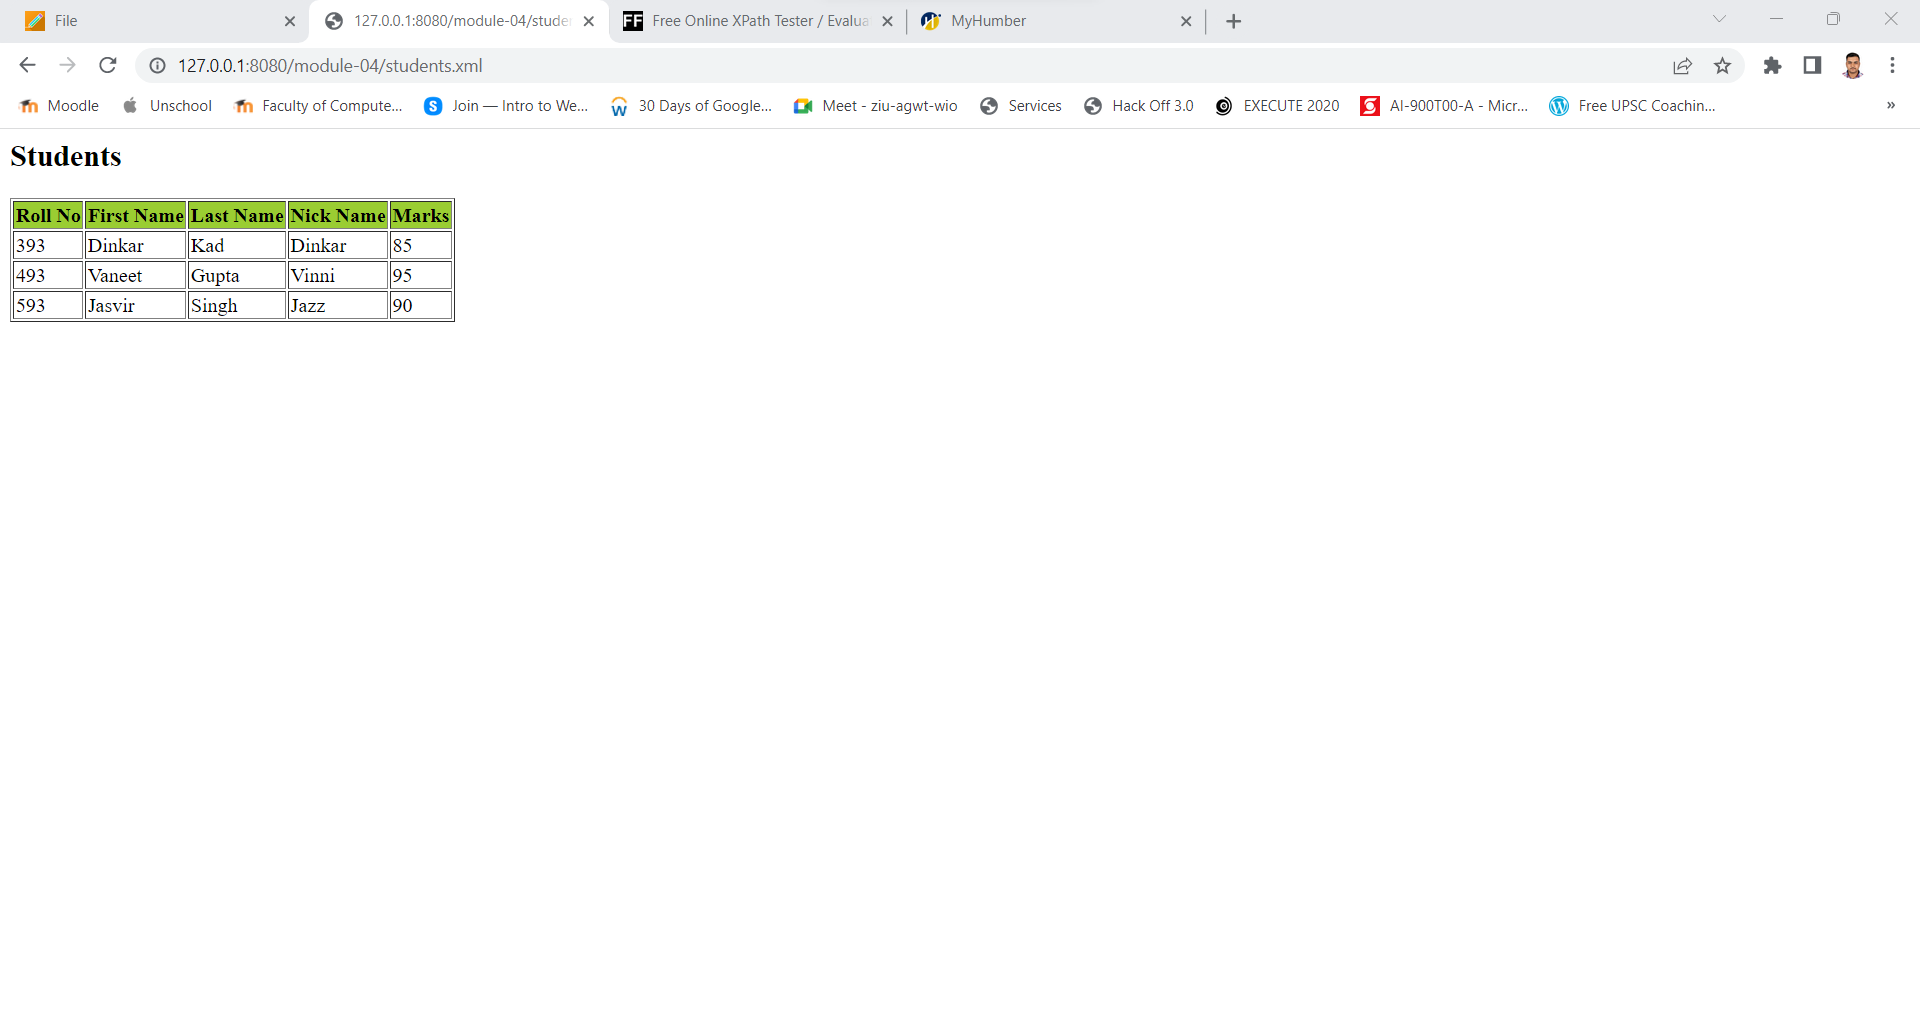 File
127.0.0.1:8080/module-04/studer
Free Online XPath Tester / Evalua
MyHumber
127.0.0.1:8080/module-04/students.xml
Moodle Unschool Faculty of Compute... Join — Intro to We... 30 Days of Google... Meet - ziu-agwt-wio Services Hack Off 3.0 EXECUTE 2020 AI-900T00-A - Micr... Free UPSC Coachin... »
Students
Roll No First Name Last Name Nick Name Marks
393 Dinkar Kad Dinkar 85
493 Vaneet Gupta Vinni 95
593 Jasvir Singh Jazz 90